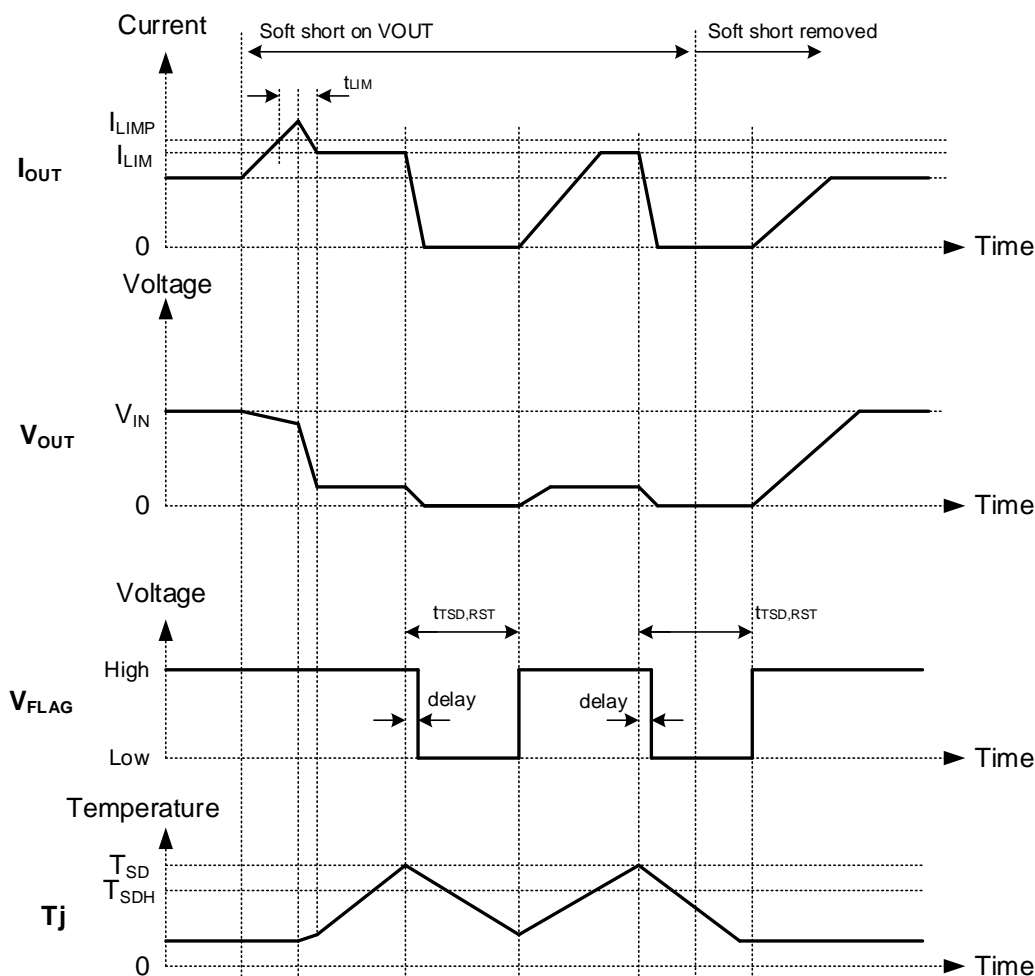 Current
Soft short on VOUT
Soft short removed
tLIM
ILIMP
ILIM
IOUT
0
Time
Voltage
VIN
VOUT
0
Time
Voltage
tTSD,RST
tTSD,RST
High
delay
delay
VFLAG
Low
Time
Temperature
TSD
TSDH
Tj
0
Time